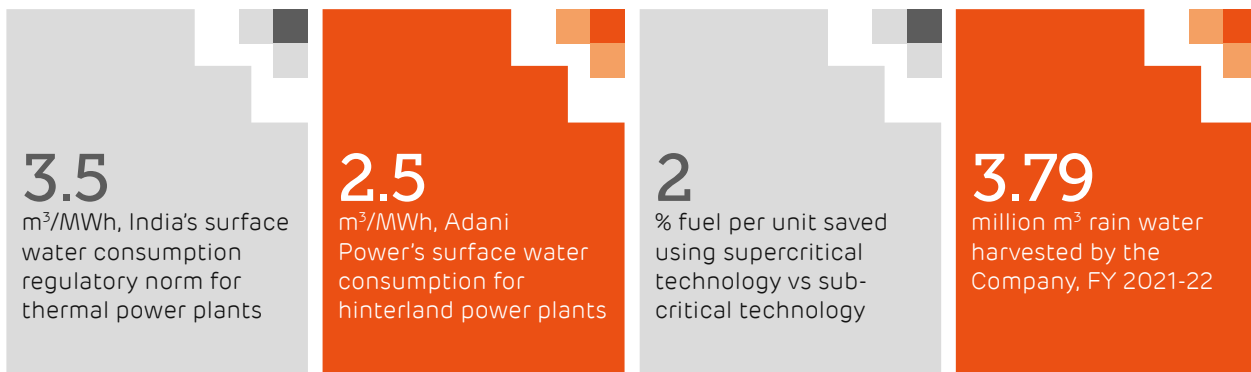 3.5
m³/MWh, India's surface
water consumption
regulatory norm for
thermal power plants
2.5
m³/MWh, Adani
Power's surface water
consumption for
hinterland power plants
2
% fuel per unit saved
using supercritical
technology vs sub-
critical technology
3.79
million m³ rain water
harvested by the
Company, FY 2021-22